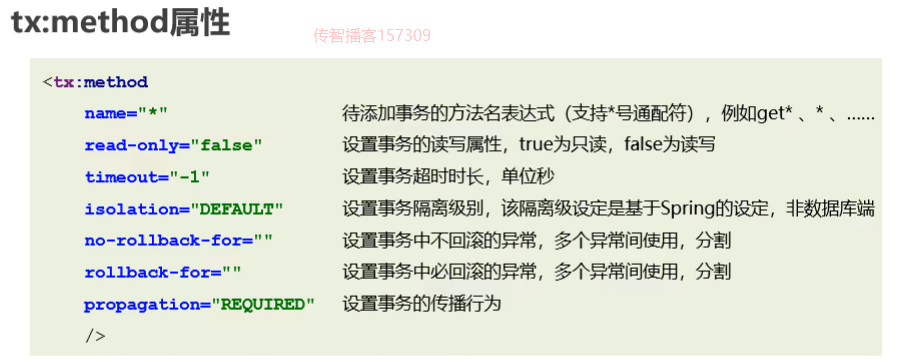 tx:method属性
传智播客157309
<tx:method
name="*" 待添加事务的方法名表达式（支持*号通配符），例如get* 、* 、……
read-only="false" 设置事务的读写属性，true为只读，false为读写
timeout="-1" 设置事务超时时长，单位秒
isolation="DEFAULT" 设置事务隔离级别，该隔离级设定是基于Spring的设定，非数据库端
no-rollback-for="" 设置事务中不回滚的异常，多个异常间使用，分割
rollback-for="" 设置事务中必回滚的异常，多个异常间使用，分割
propagation="REQUIRED" 设置事务的传播行为
/>